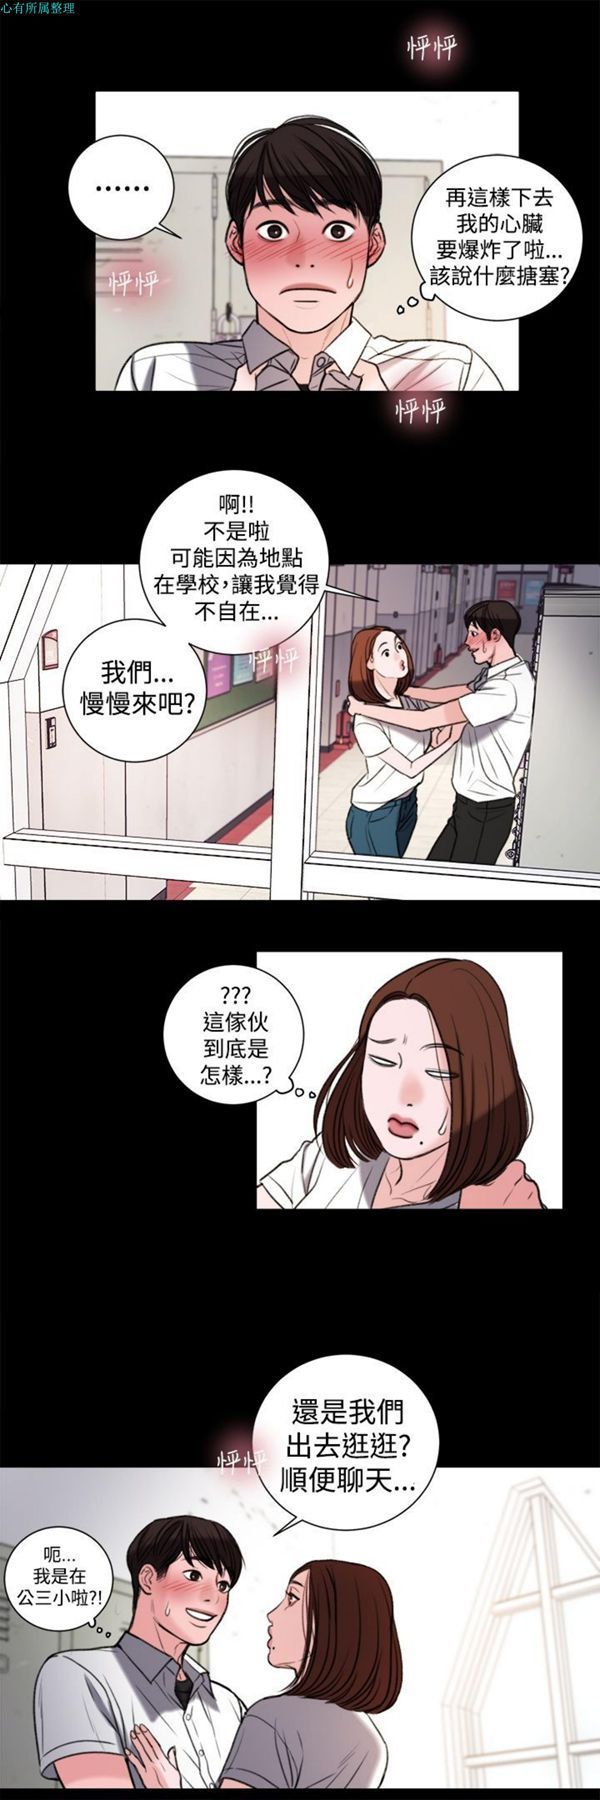 心有所属整理
怦怦
......
再這樣下去
我的心臟
要爆炸了啦...
該說什麼搪塞?
怦怦
怦怦
啊!!
不是啦
可能因為地點
在學校，讓我覺得
不自在...
怦怦
我們...
慢慢來吧?
???
這傢伙
到底是
怎樣...?
還是我們
出去逛逛?
順便聊天...
怦怦
呃...
我是在
公三小啦?!